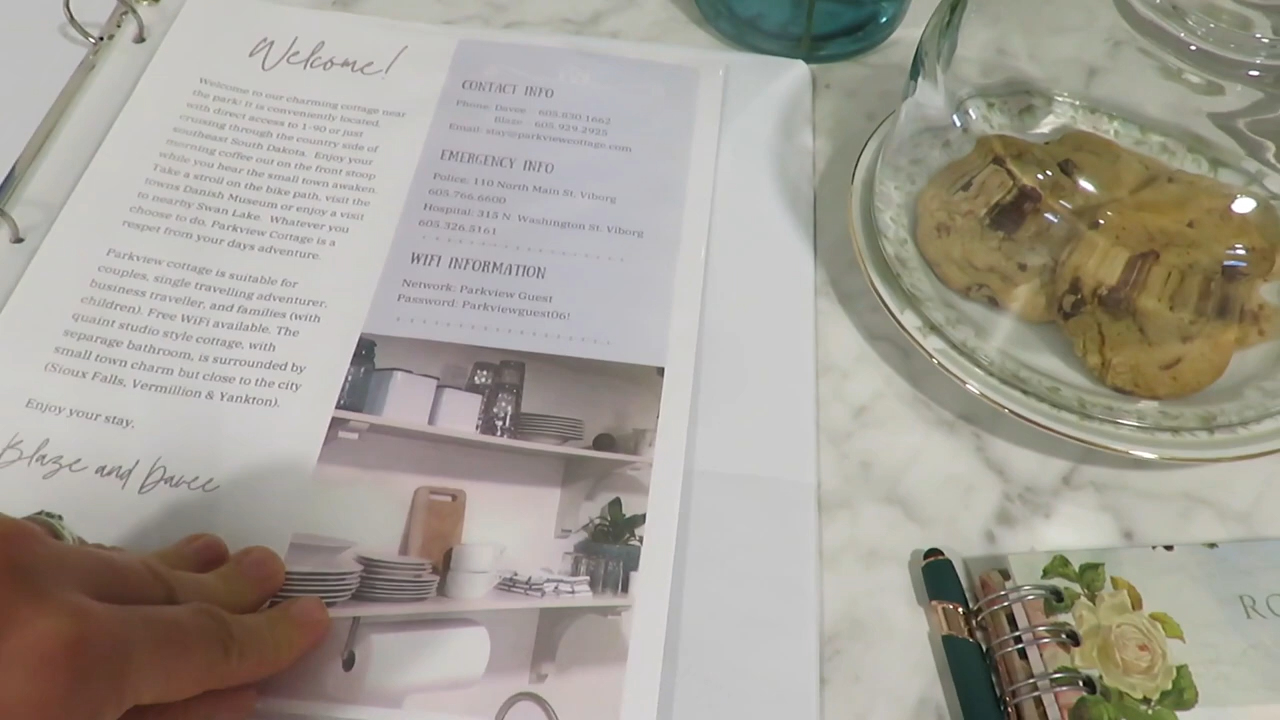 Welcome!
Welcome to our charming cottage near
the park! it is conveniently located,
with direct access to I-90 or just
cruising through the country side of
southeast South Dakota. Enjoy your
morning coffee out on the front stoop
while you hear the small town awaken.
Take a stroll on the bike path, visit the
towns Danish Museum or enjoy a visit
to nearby Swan Lake. Whatever you
choose to do, Parkview Cottage is a
respet from your days adventure.
Parkview cottage is suitable for
couples, single travelling adventurer,
business traveller, and families (with
children). Free WiFi available. The
quaint studio style cottage, with
separage bathroom, is surrounded by
small town charm but close to the city
(Sioux Falls, Vermillion & Yankton).
Enjoy your stay,
Blaze and Davee
CONTACT INFO
Phone: Davee 605.030.1662
Blaze 605.929.2925
Email: stay@parkviewcottage.com
EMERGENCY INFO
Police: 110 North Main St. Viborg
605.766.6600
Hospital: 315 N. Washington St. Viborg
605.326.5161
WIFI INFORMATION
Network: Parkview Guest
Password: Parkviewguest06!